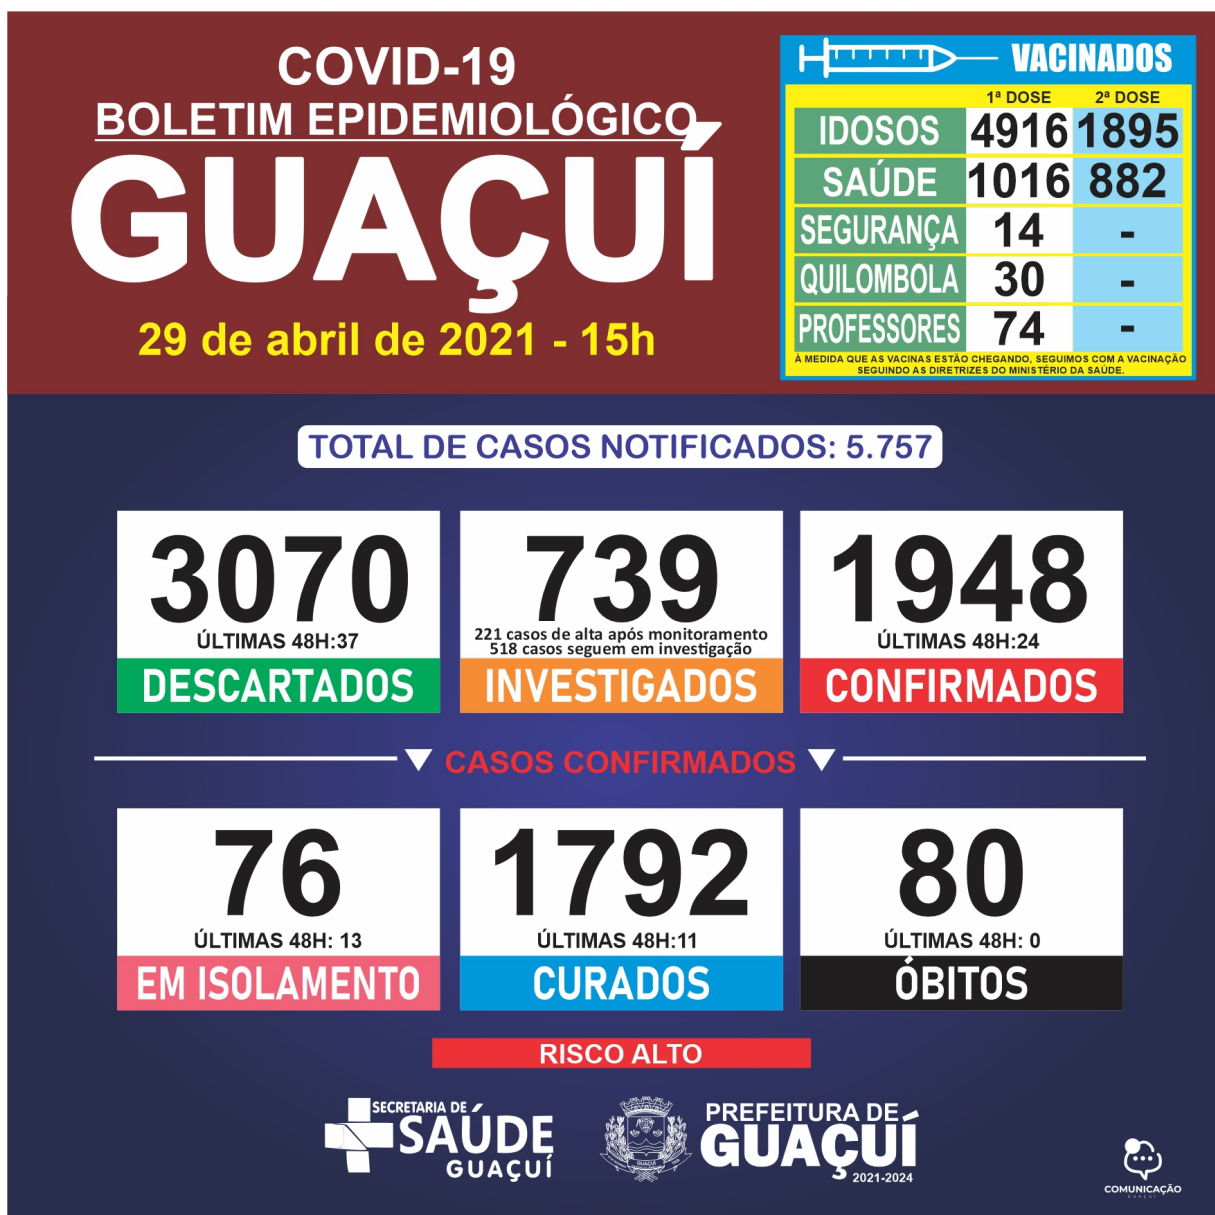 COVID-19
BOLETIM EPIDEMIOLÓGICO
GUAÇUÍ
29 de abril de 2021 - 15h
VACINADOS
1ª DOSE 2ª DOSE
IDOSOS 4916 1895
SAÚDE 1016 882
SEGURANÇA 14 -
QUILOMBOLA 30 -
PROFESSORES 74 -
À MEDIDA QUE AS VACINAS ESTÃO CHEGANDO, SEGUIMOS COM A VACINAÇÃO
SEGUINDO AS DIRETRIZES DO MINISTÉRIO DA SAÚDE.
TOTAL DE CASOS NOTIFICADOS: 5.757
3070
ÚLTIMAS 48H:37
DESCARTADOS
739
221 casos de alta após monitoramento
518 casos seguem em investigação
INVESTIGADOS
1948
ÚLTIMAS 48H:24
CONFIRMADOS
CASOS CONFIRMADOS
76
ÚLTIMAS 48H: 13
EM ISOLAMENTO
1792
ÚLTIMAS 48H:11
CURADOS
80
ÚLTIMAS 48H: 0
ÓBITOS
RISCO ALTO
SECRETARIA DE
SAÚDE
GUAÇUÍ
GUAÇUÍ
PREFEITURA DE
GUAÇUÍ
2021-2024
COMUNICAÇÃO
GUAÇUÍ